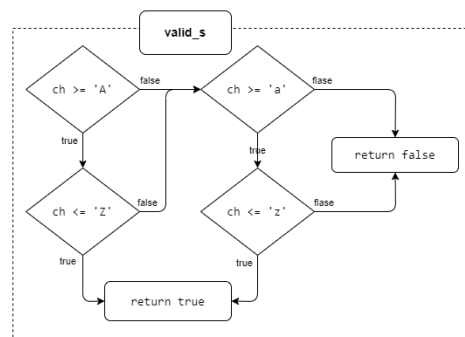 valid_s
ch >= 'A'
false
ch >= 'a'
flase
true
true
return false
ch <= 'Z'
false
ch <= 'z'
flase
true
true
return true